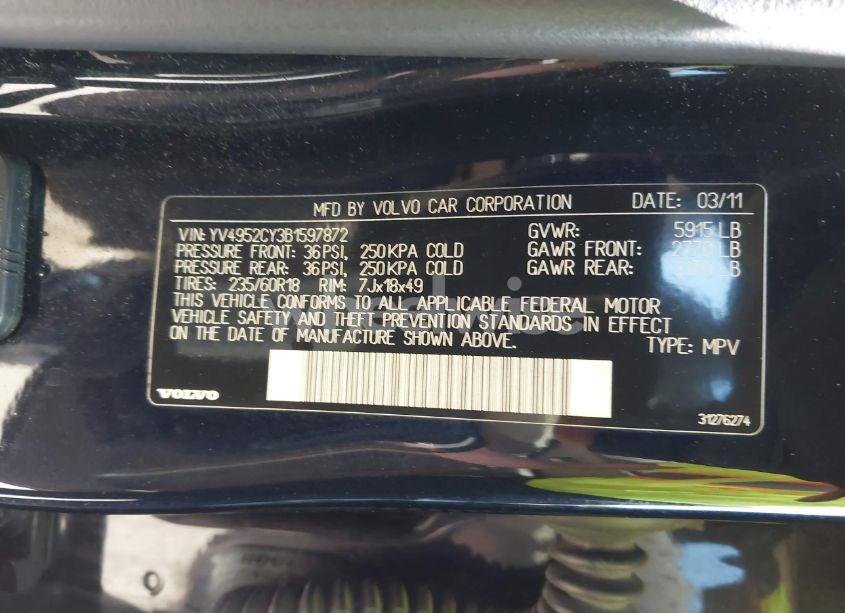 MFD BY VOLVO CAR CORPORATION DATE: 03/11
VIN: YV4952CY3B1597872 GVWR: 5915 LB
PRESSURE FRONT: 36 PSI, 250 KPA COLD GAWR FRONT: 2770 LB
PRESSURE REAR: 36 PSI, 250 KPA COLD GAWR REAR: LB
TIRES: 235/60R18 RIM: 7Jx18x49
THIS VEHICLE CONFORMS TO ALL APPLICABLE FEDERAL MOTOR
VEHICLE SAFETY AND THEFT PREVENTION STANDARDS IN EFFECT
ON THE DATE OF MANUFACTURE SHOWN ABOVE. TYPE: MPV
VOLVO
31276274